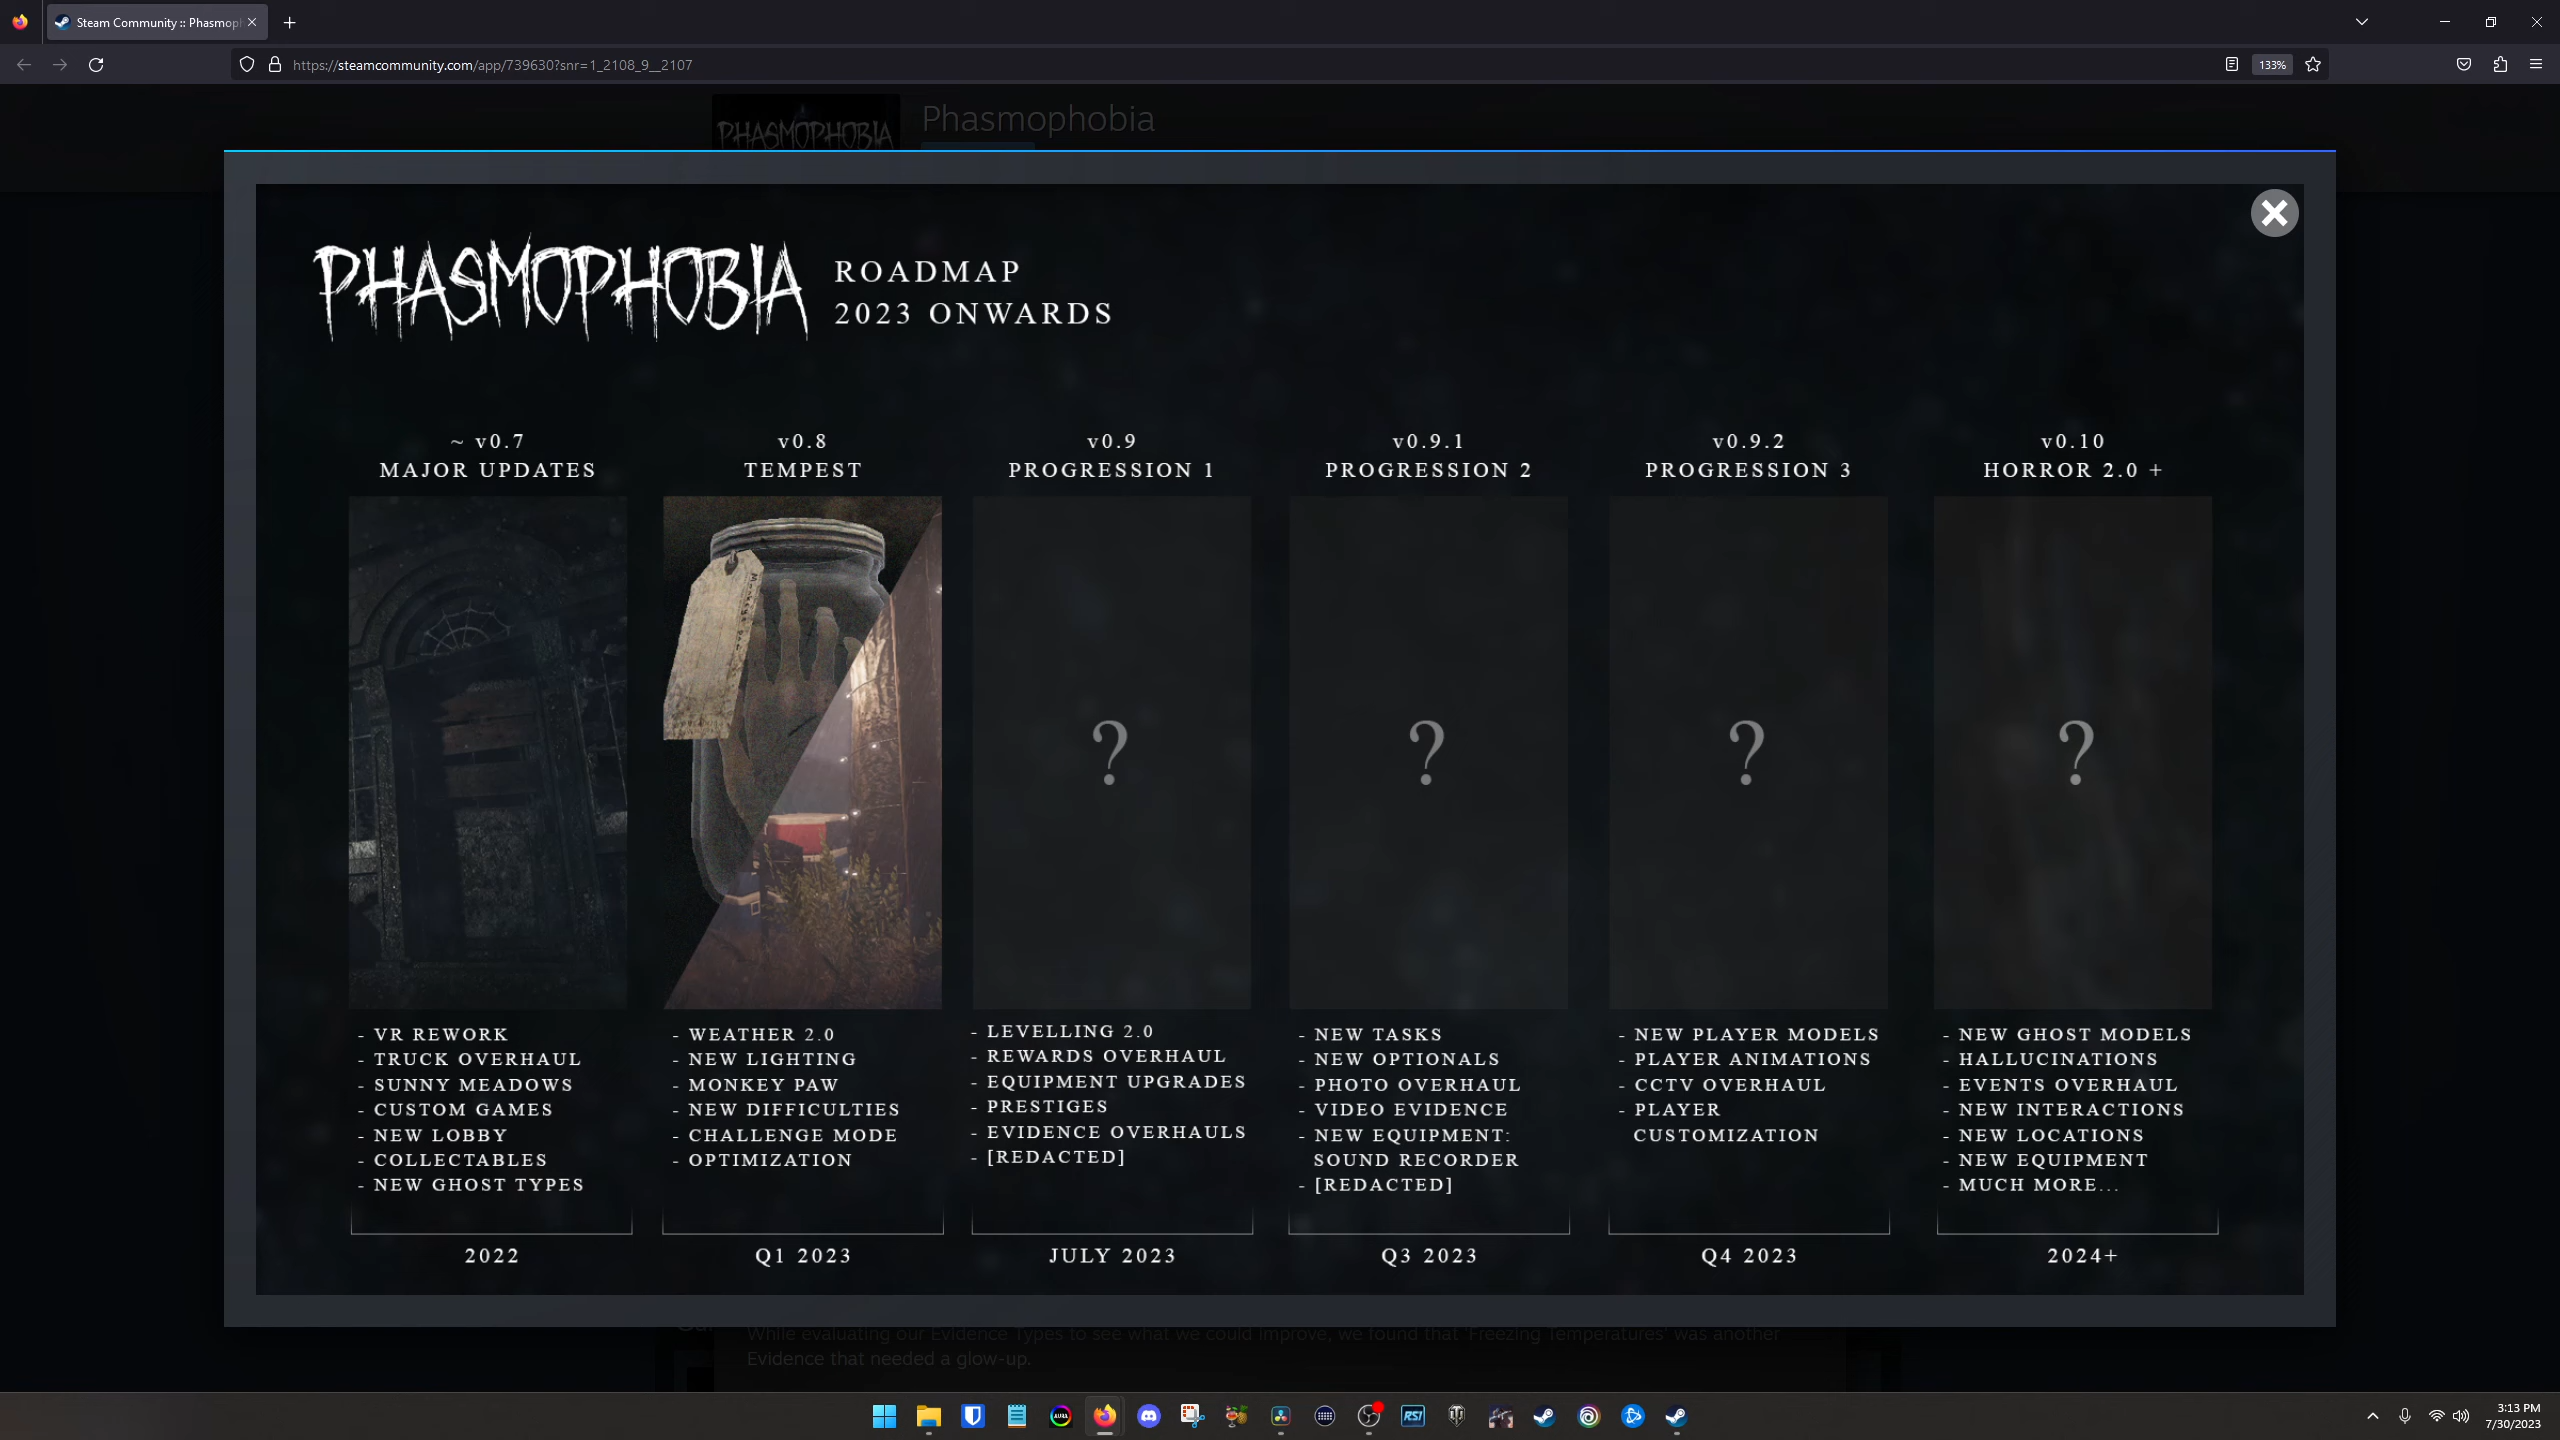 Steam Community :: Phasmoph
https://steamcommunity.com/app/739630?snr=1_2108_9__2107
133%
PHASMOPHOBIA
Phasmophobia
PHASMOPHOBIA
ROADMAP
2023 ONWARDS
~ v0.7
MAJOR UPDATES
- VR REWORK
- TRUCK OVERHAUL
- SUNNY MEADOWS
- CUSTOM GAMES
- NEW LOBBY
- COLLECTABLES
- NEW GHOST TYPES
2022
v0.8
TEMPEST
- WEATHER 2.0
- NEW LIGHTING
- MONKEY PAW
- NEW DIFFICULTIES
- CHALLENGE MODE
- OPTIMIZATION
Q1 2023
v0.9
PROGRESSION 1
?
- LEVELLING 2.0
- REWARDS OVERHAUL
- EQUIPMENT UPGRADES
- PRESTIGES
- EVIDENCE OVERHAULS
- [REDACTED]
JULY 2023
v0.9.1
PROGRESSION 2
?
- NEW TASKS
- NEW OPTIONALS
- PHOTO OVERHAUL
- VIDEO EVIDENCE
- NEW EQUIPMENT:
SOUND RECORDER
- [REDACTED]
Q3 2023
v0.9.2
PROGRESSION 3
?
- NEW PLAYER MODELS
- PLAYER ANIMATIONS
- CCTV OVERHAUL
- PLAYER
CUSTOMIZATION
Q4 2023
v0.10
HORROR 2.0 +
?
- NEW GHOST MODELS
- HALLUCINATIONS
- EVENTS OVERHAUL
- NEW INTERACTIONS
- NEW LOCATIONS
- NEW EQUIPMENT
- MUCH MORE...
2024+
While evaluating our Evidence Types to see what we could improve, we found that 'Freezing Temperatures' was another
Evidence that needed a glow-up.
AURA
RSI
3:13 PM
7/30/2023